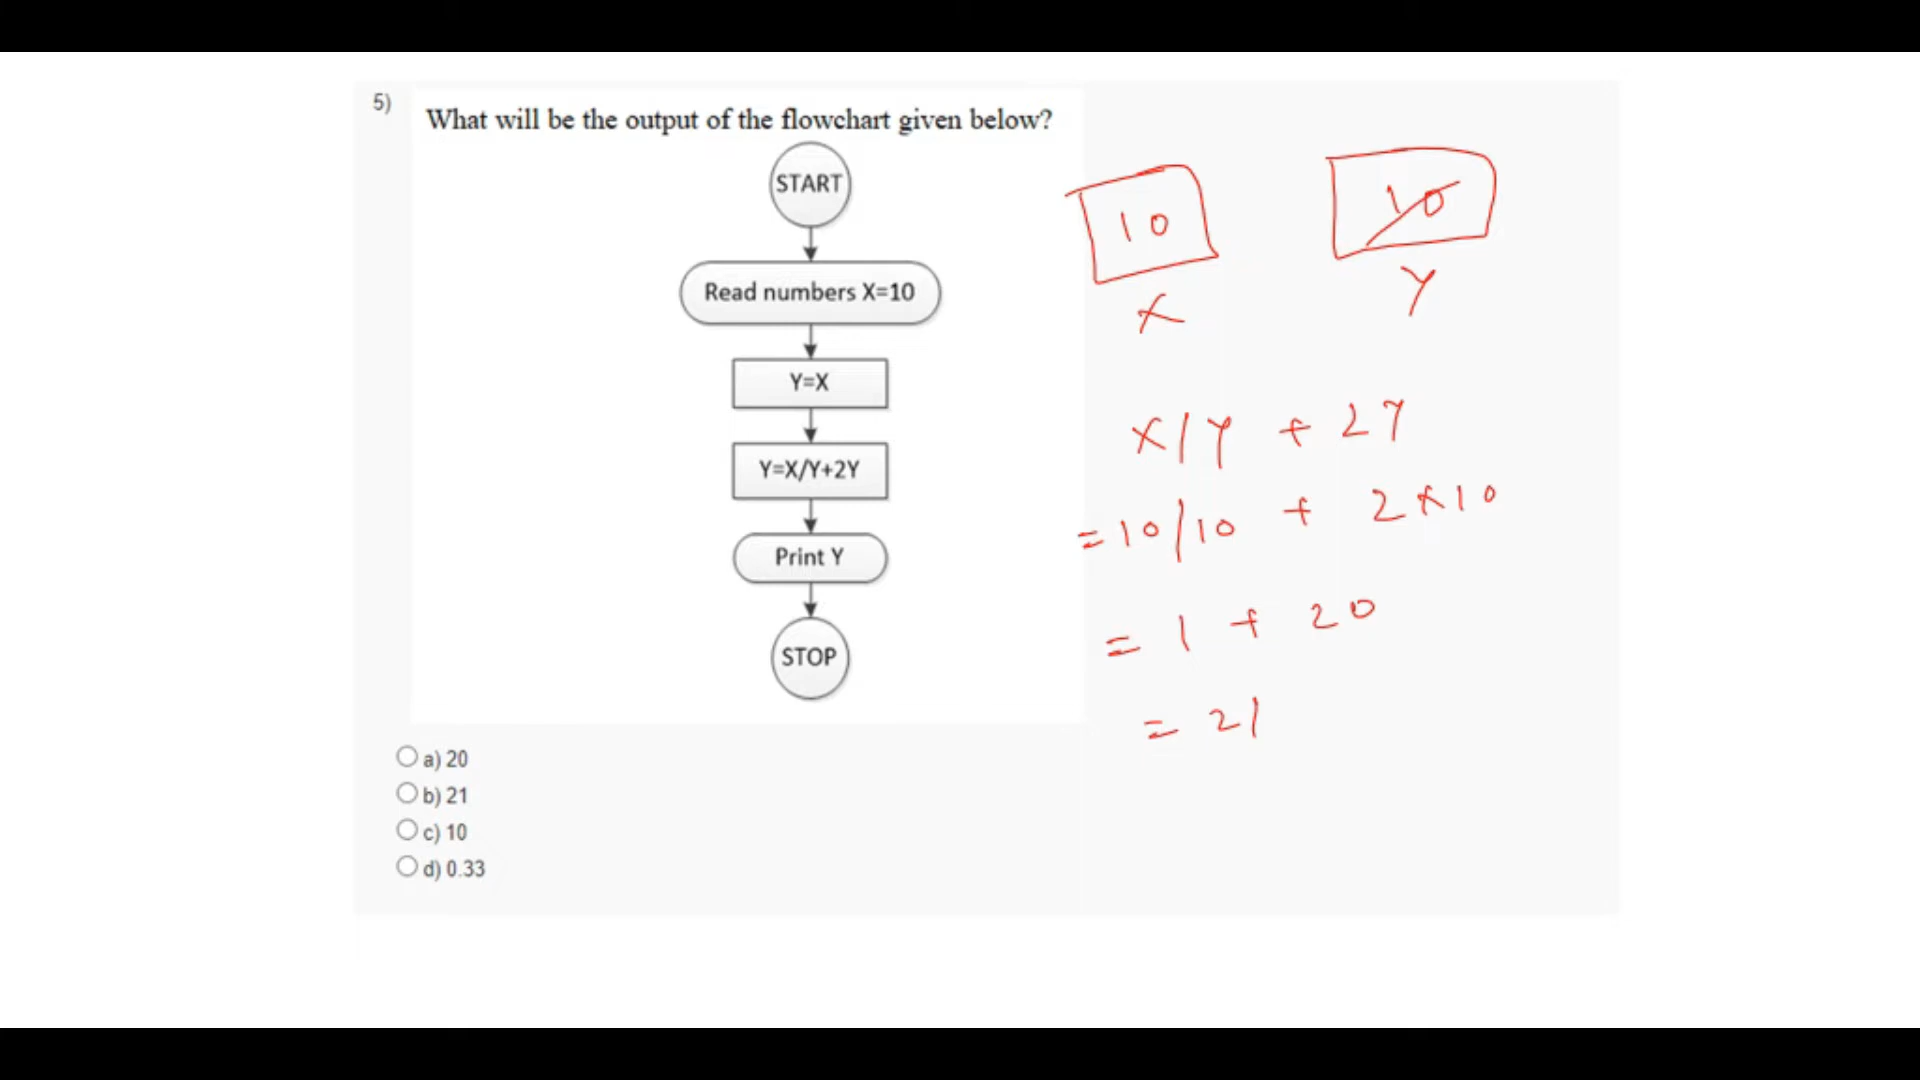 5)
What will be the output of the flowchart given below?
START
Read numbers X=10
Y=X
Y=X/Y+2Y
Print Y
STOP
a) 20
b) 21
c) 10
d) 0.33
10
10
X
Y
X/Y + 2Y
= 10/10 + 2 × 10
= 1 + 20
= 21